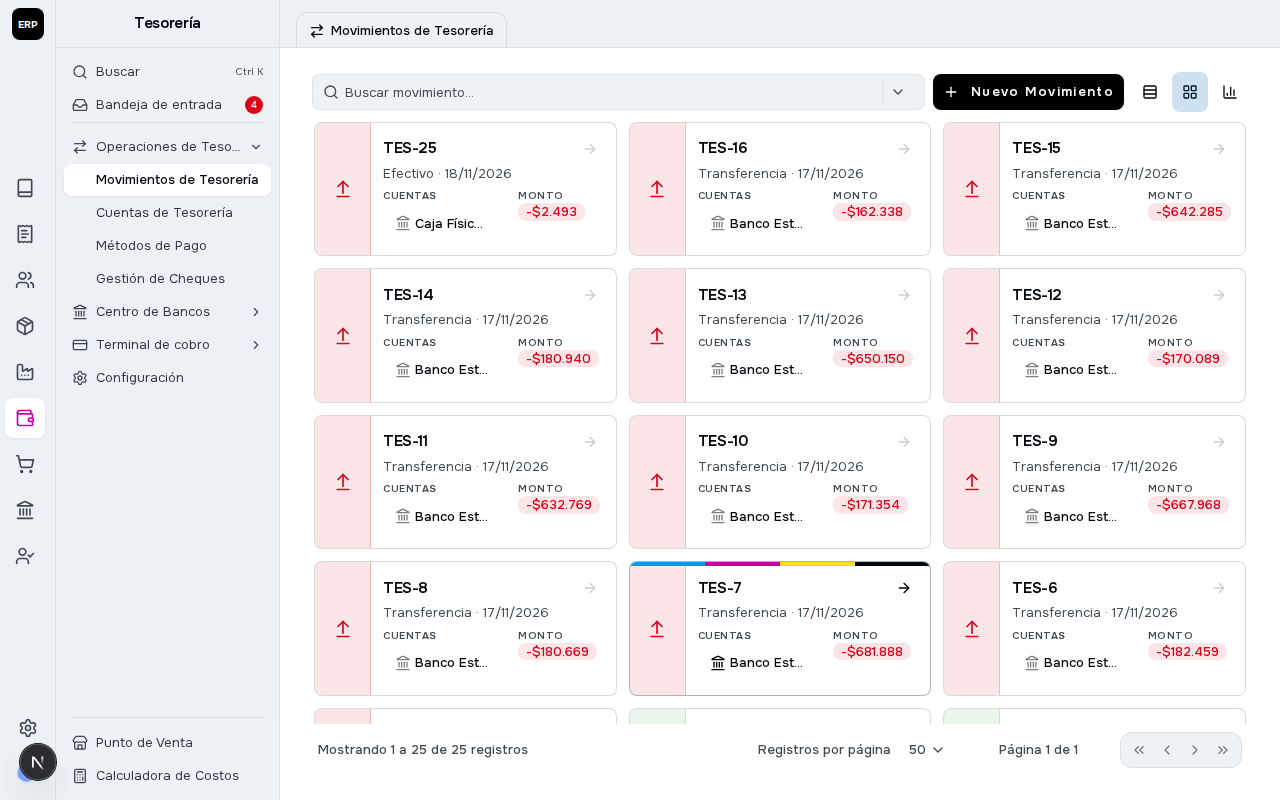 ERP
Tesorería
Movimientos de Tesorería
Buscar
Ctrl K
Bandeja de entrada
4
Operaciones de Teso...
Movimientos de Tesorería
Cuentas de Tesorería
Métodos de Pago
Gestión de Cheques
Centro de Bancos
Terminal de cobro
Configuración
Punto de Venta
Calculadora de Costos
N
Buscar movimiento...
Nuevo Movimiento
TES-25
Efectivo · 18/11/2026
CUENTAS
MONTO
Caja Físic...
-$2.493
TES-16
Transferencia · 17/11/2026
CUENTAS
MONTO
Banco Est...
-$162.338
TES-15
Transferencia · 17/11/2026
CUENTAS
MONTO
Banco Est...
-$642.285
TES-14
Transferencia · 17/11/2026
CUENTAS
MONTO
Banco Est...
-$180.940
TES-13
Transferencia · 17/11/2026
CUENTAS
MONTO
Banco Est...
-$650.150
TES-12
Transferencia · 17/11/2026
CUENTAS
MONTO
Banco Est...
-$170.089
TES-11
Transferencia · 17/11/2026
CUENTAS
MONTO
Banco Est...
-$632.769
TES-10
Transferencia · 17/11/2026
CUENTAS
MONTO
Banco Est...
-$171.354
TES-9
Transferencia · 17/11/2026
CUENTAS
MONTO
Banco Est...
-$667.968
TES-8
Transferencia · 17/11/2026
CUENTAS
MONTO
Banco Est...
-$180.669
TES-7
Transferencia · 17/11/2026
CUENTAS
MONTO
Banco Est...
-$681.888
TES-6
Transferencia · 17/11/2026
CUENTAS
MONTO
Banco Est...
-$182.459
Mostrando 1 a 25 de 25 registros
Registros por página
50
Página 1 de 1